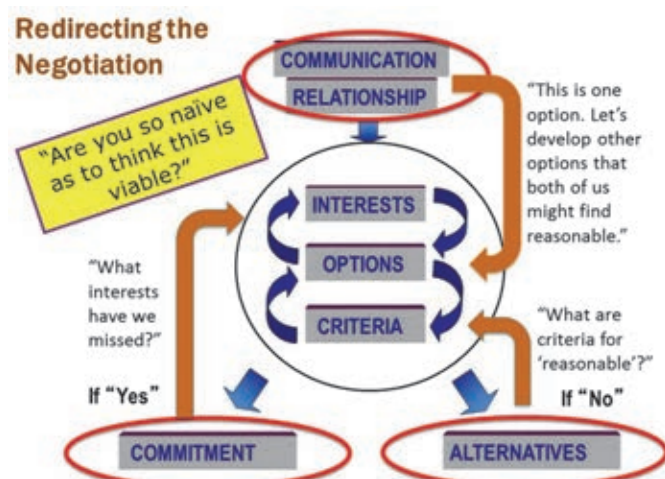 Redirecting the
Negotiation
COMMUNICATION
RELATIONSHIP
"Are you so naïve
as to think this is
viable?"
"This is one
option. Let's
develop other
options that
both of us
might find
reasonable."
INTERESTS
OPTIONS
CRITERIA
"What
interests
have we
missed?"
"What are
criteria for
'reasonable'?"
If "Yes"
If "No"
COMMITMENT
ALTERNATIVES